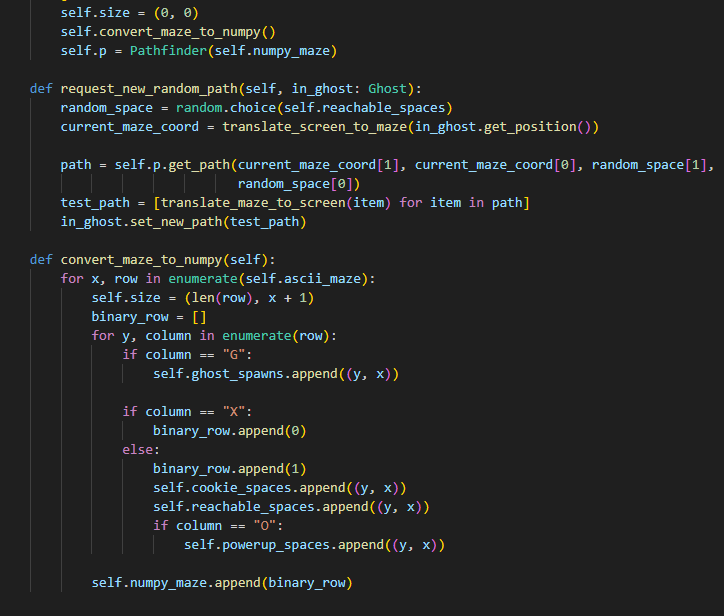 self.size = (0, 0)
self.convert_maze_to_numpy()
self.p = Pathfinder(self.numpy_maze)
def request_new_random_path(self, in_ghost: Ghost):
random_space = random.choice(self.reachable_spaces)
current_maze_coord = translate_screen_to_maze(in_ghost.get_position())
path = self.p.get_path(current_maze_coord[1], current_maze_coord[0], random_space[1],
random_space[0])
test_path = [translate_maze_to_screen(item) for item in path]
in_ghost.set_new_path(test_path)
def convert_maze_to_numpy(self):
for x, row in enumerate(self.ascii_maze):
self.size = (len(row), x + 1)
binary_row = []
for y, column in enumerate(row):
if column == "G":
self.ghost_spawns.append((y, x))
if column == "X":
binary_row.append(0)
else:
binary_row.append(1)
self.cookie_spaces.append((y, x))
self.reachable_spaces.append((y, x))
if column == "O":
self.powerup_spaces.append((y, x))
self.numpy_maze.append(binary_row)